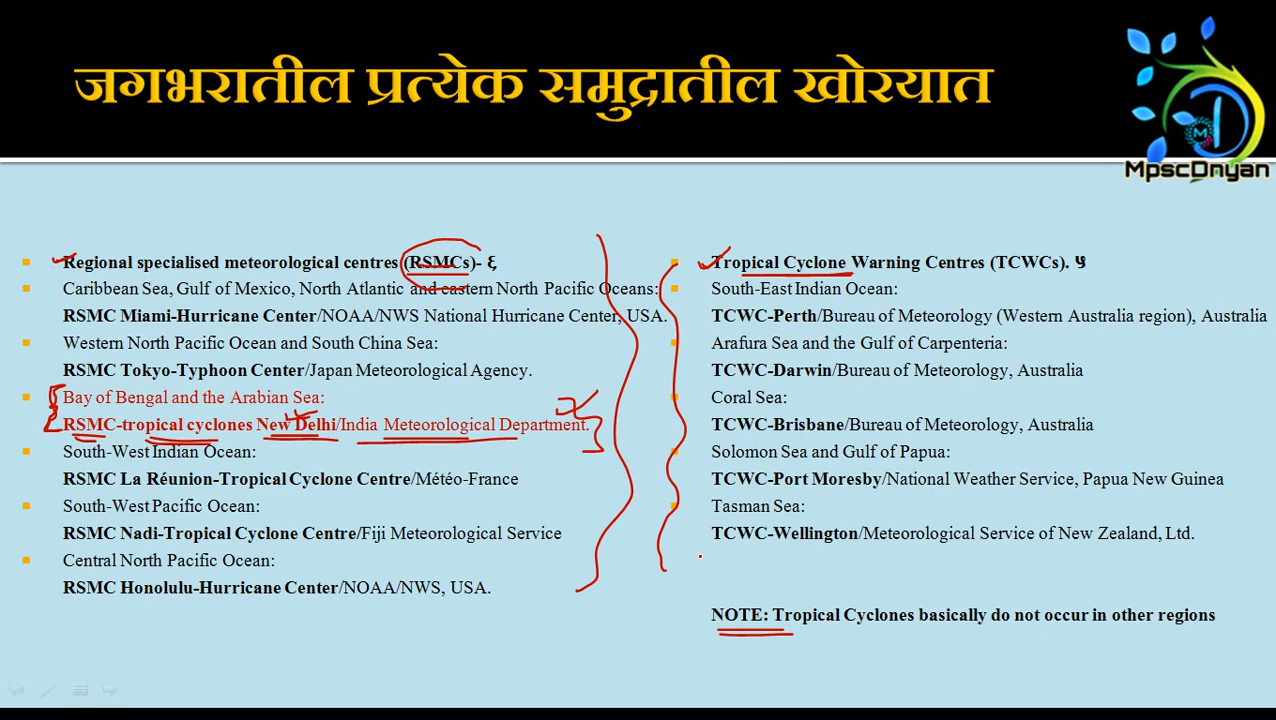 जगभरातील प्रत्येक समुद्रातील खोरयात
MpscDnyan
Regional specialised meteorological centres (RSMCs)- ६
Caribbean Sea, Gulf of Mexico, North Atlantic and eastern North Pacific Oceans:
RSMC Miami-Hurricane Center/NOAA/NWS National Hurricane Center, USA.
Western North Pacific Ocean and South China Sea:
RSMC Tokyo-Typhoon Center/Japan Meteorological Agency.
Bay of Bengal and the Arabian Sea:
RSMC-tropical cyclones New Delhi/India Meteorological Department.
South-West Indian Ocean:
RSMC La Réunion-Tropical Cyclone Centre/Météo-France
South-West Pacific Ocean:
RSMC Nadi-Tropical Cyclone Centre/Fiji Meteorological Service
Central North Pacific Ocean:
RSMC Honolulu-Hurricane Center/NOAA/NWS, USA.
Tropical Cyclone Warning Centres (TCWCs). ५
South-East Indian Ocean:
TCWC-Perth/Bureau of Meteorology (Western Australia region), Australia
Arafura Sea and the Gulf of Carpenteria:
TCWC-Darwin/Bureau of Meteorology, Australia
Coral Sea:
TCWC-Brisbane/Bureau of Meteorology, Australia
Solomon Sea and Gulf of Papua:
TCWC-Port Moresby/National Weather Service, Papua New Guinea
Tasman Sea:
TCWC-Wellington/Meteorological Service of New Zealand, Ltd.
NOTE: Tropical Cyclones basically do not occur in other regions